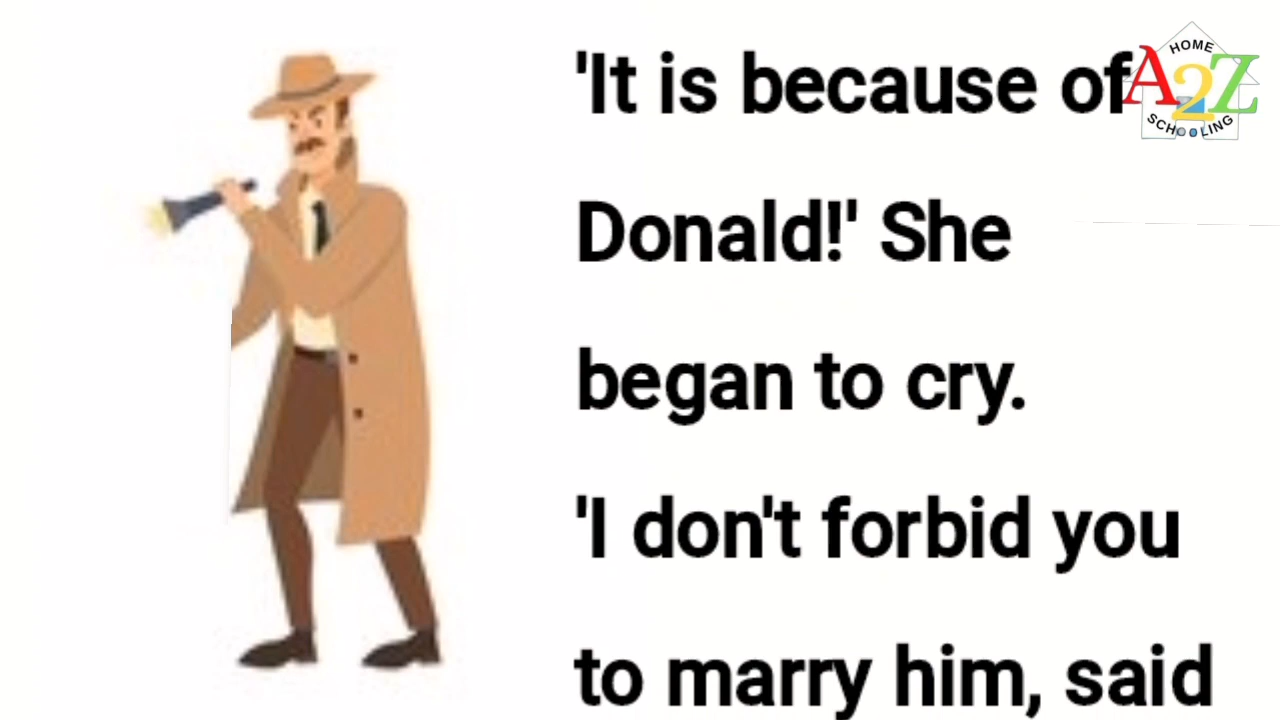 'It is because of
Donald!' She
began to cry.
'I don't forbid you
to marry him, said
HOME
A2Z
SCHOOLING